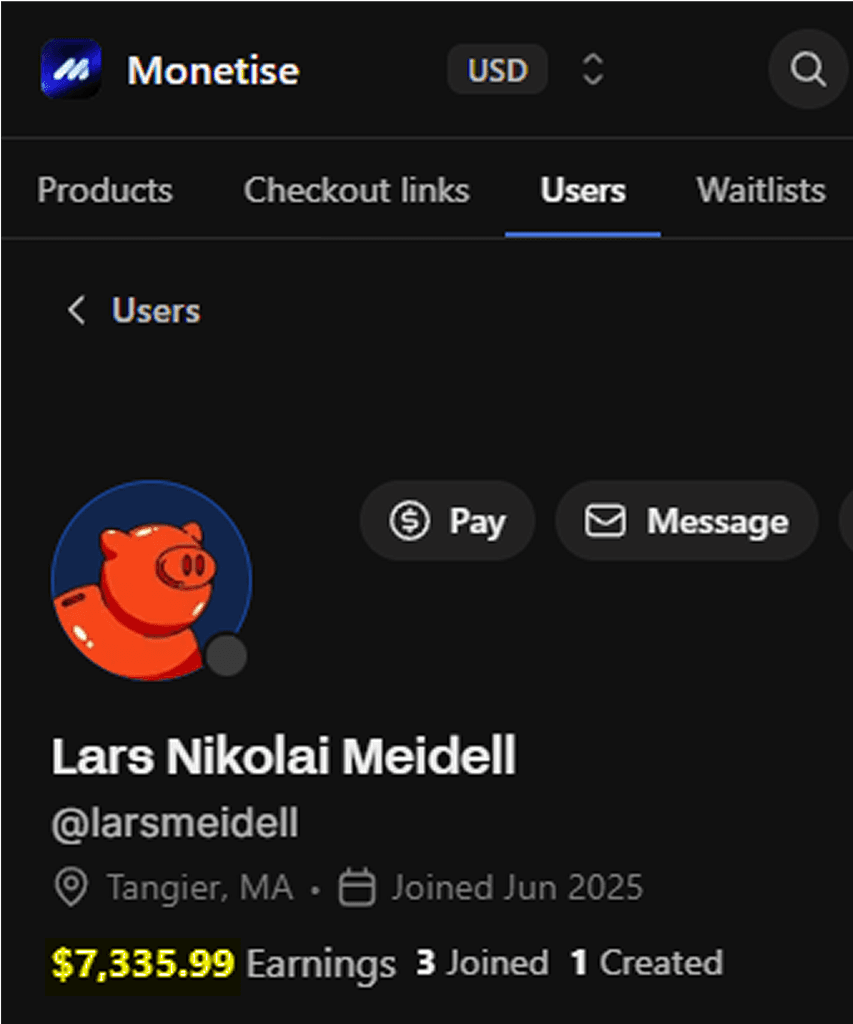 Monetise USD
Products Checkout links Users Waitlists
Users
Pay Message
Lars Nikolai Meidell
@larsmeidell
Tangier, MA • Joined Jun 2025
$7,335.99 Earnings 3 Joined 1 Created